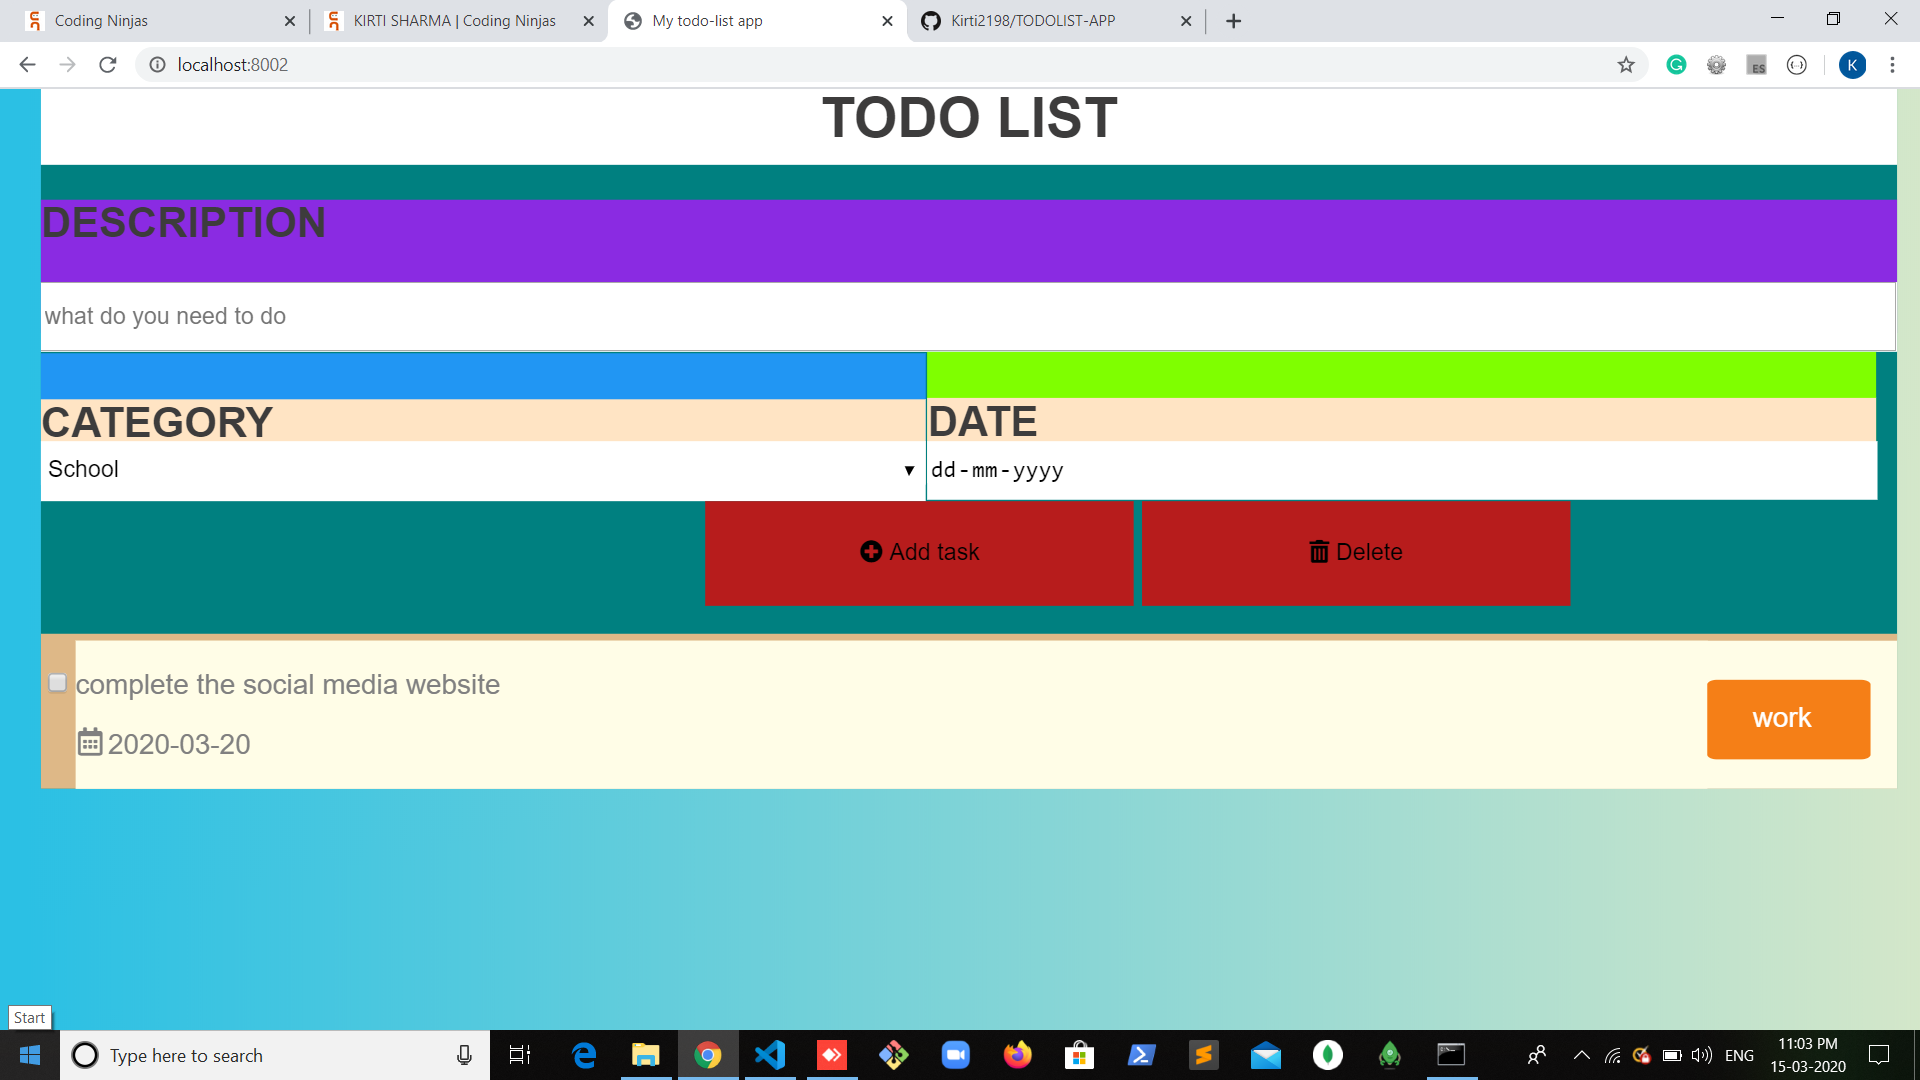 Coding Ninjas
KIRTI SHARMA | Coding Ninjas
My todo-list app
Kirti2198/TODOLIST-APP
localhost:8002
ES
K
TODO LIST
DESCRIPTION
what do you need to do
CATEGORY
DATE
School
dd-mm-yyyy
Add task
Delete
complete the social media website
work
2020-03-20
Start
Type here to search
ENG
11:03 PM
15-03-2020